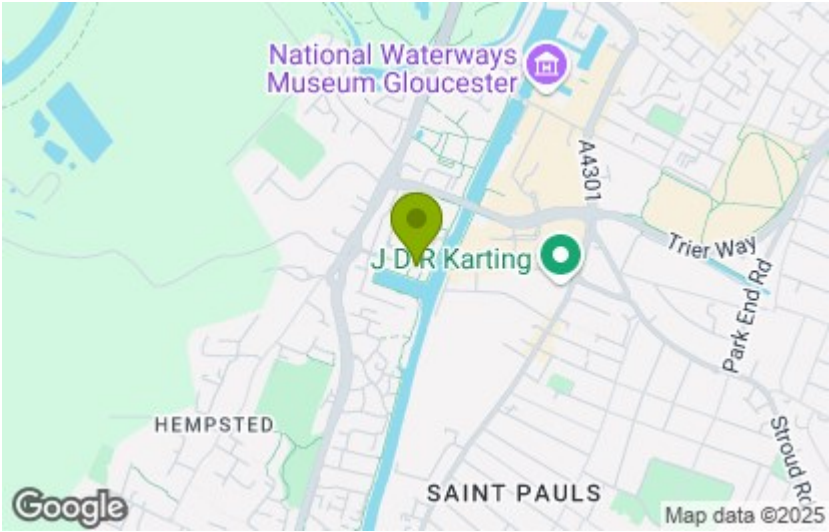 National Waterways
Museum Gloucester
A4301
Trier Way
J D R Karting
Park End Rd
HEMPSTED
Stroud Rd
SAINT PAULS
Google
Map data ©2025